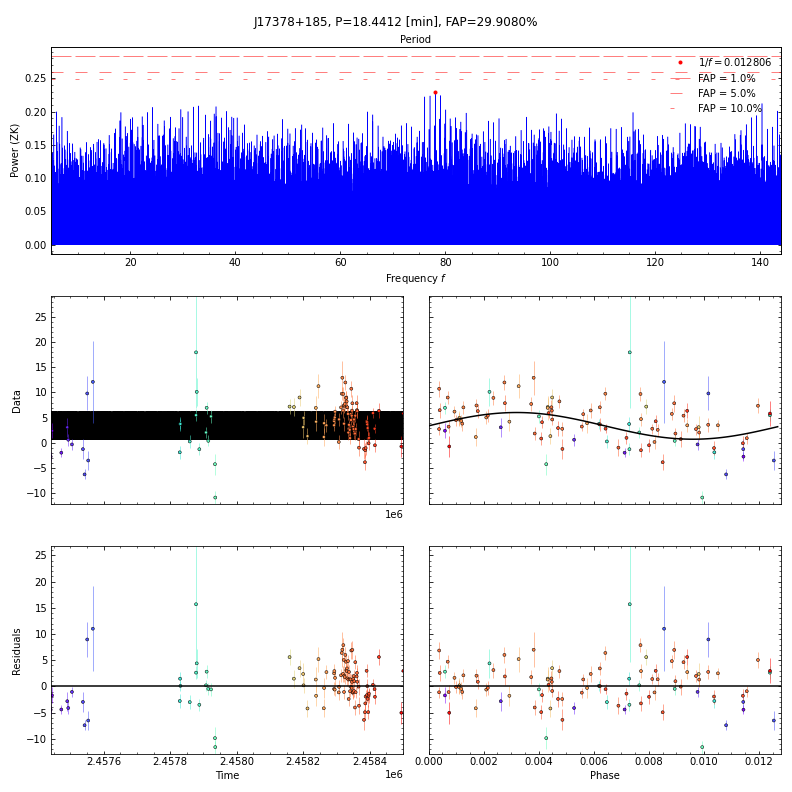 J17378+185, P=18.4412 [min], FAP=29.9080%
Period
Power (ZK)
0.25
0.20
0.15
0.10
0.05
0.00
1/f = 0.012806
FAP = 1.0%
FAP = 5.0%
FAP = 10.0%
20 40 60 80 100 120 140
Frequency f
Data
25
20
15
10
5
0
−5
−10
1e6
Residuals
25
20
15
10
5
0
−5
−10
2.4576 2.4578 2.4580 2.4582 2.4584
1e6
Time
0.000 0.002 0.004 0.006 0.008 0.010 0.012
Phase